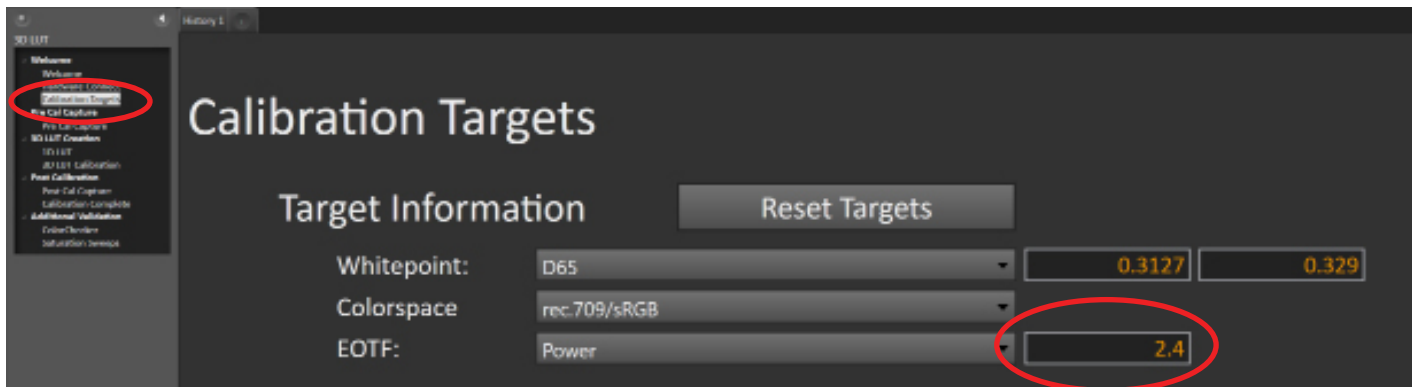 History 1
3D LUT
Welcome
Welcome
Hardware Connect
Calibration Targets
Pre Cal Capture
Pre Cal Capture
3D LUT Creation
3D LUT
3D LUT Calibration
Post Calibration
Post Cal Capture
Calibration Complete
Additional Validation
ColorChecker
Saturation Sweeps
Calibration Targets
Target Information
Reset Targets
Whitepoint: D65 0.3127 0.329
Colorspace rec.709/sRGB
EOTF: Power 2.4